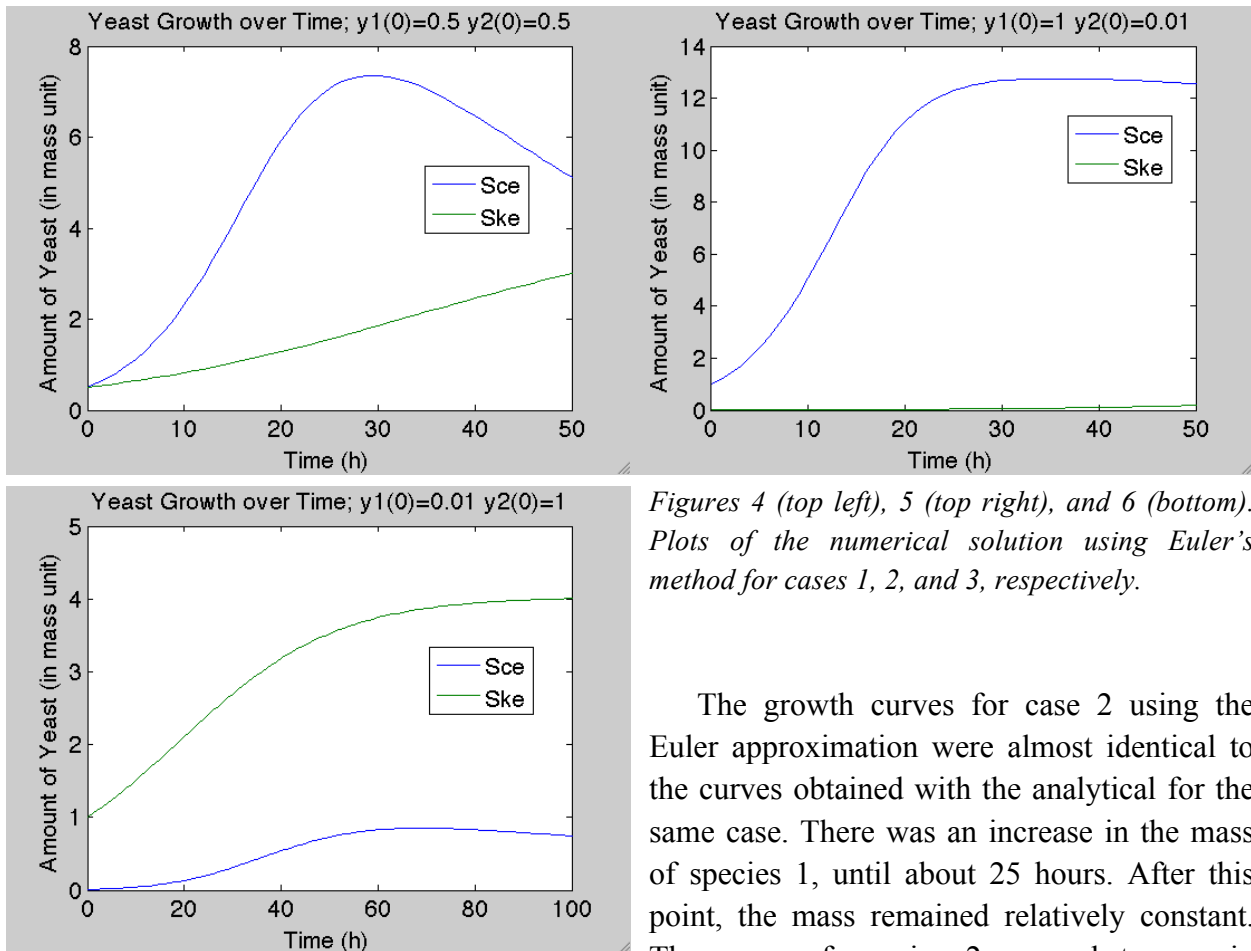 Yeast Growth over Time; y1(0)=0.5 y2(0)=0.5
8
6
4
2
0
Amount of Yeast (in mass unit)
Sce
Ske
0 10 20 30 40 50
Time (h)
Yeast Growth over Time; y1(0)=1 y2(0)=0.01
14
12
10
8
6
4
2
0
Amount of Yeast (in mass unit)
Sce
Ske
0 10 20 30 40 50
Time (h)
Yeast Growth over Time; y1(0)=0.01 y2(0)=1
5
4
3
2
1
0
Amount of Yeast (in mass unit)
Sce
Ske
0 20 40 60 80 100
Time (h)
Figures 4 (top left), 5 (top right), and 6 (bottom).
Plots of the numerical solution using Euler's
method for cases 1, 2, and 3, respectively.
The growth curves for case 2 using the
Euler approximation were almost identical to
the curves obtained with the analytical for the
same case. There was an increase in the mass
of species 1, until about 25 hours. After this
point, the mass remained relatively constant.